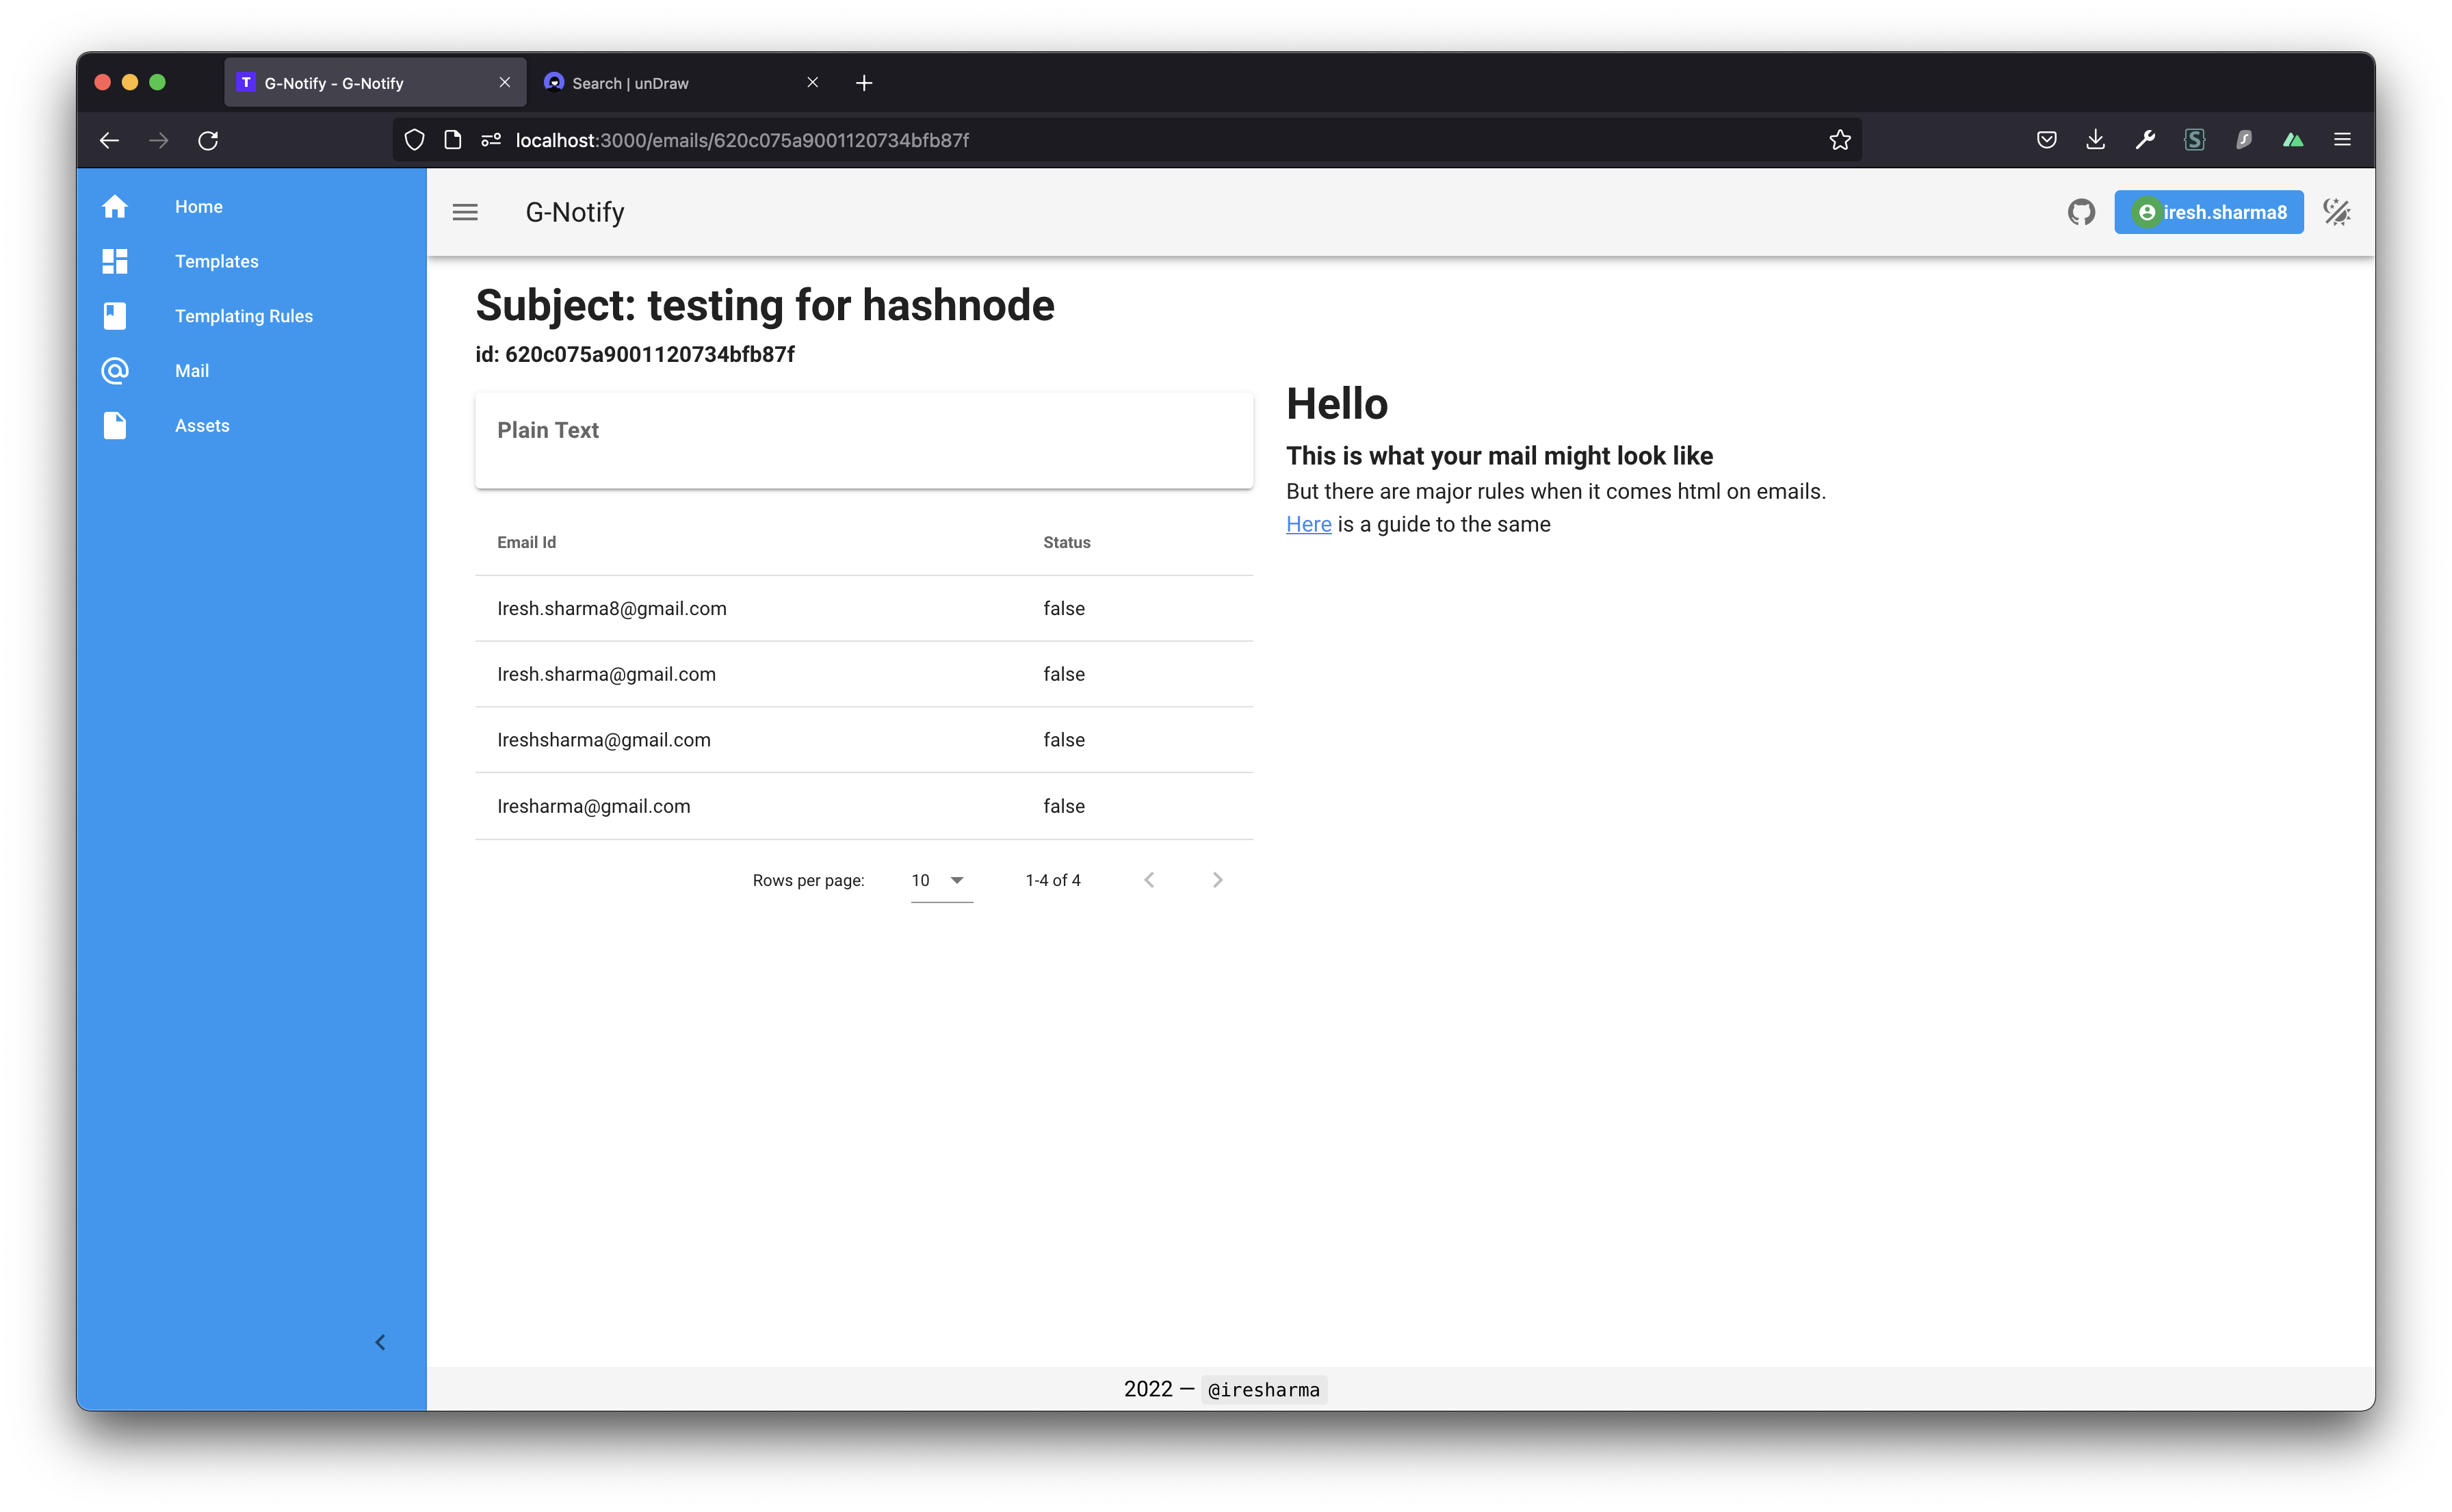 G-Notify - G-Notify
Search | unDraw
localhost:3000/emails/620c075a9001120734bfb87f
Home
Templates
Templating Rules
Mail
Assets
G-Notify
iresh.sharma8
Subject: testing for hashnode
id: 620c075a9001120734bfb87f
Plain Text
Email Id Status
Iresh.sharma8@gmail.com false
Iresh.sharma@gmail.com false
Ireshsharma@gmail.com false
Iresharma@gmail.com false
Rows per page: 10 1-4 of 4
Hello
This is what your mail might look like
But there are major rules when it comes html on emails.
Here is a guide to the same
2022 — @iresharma